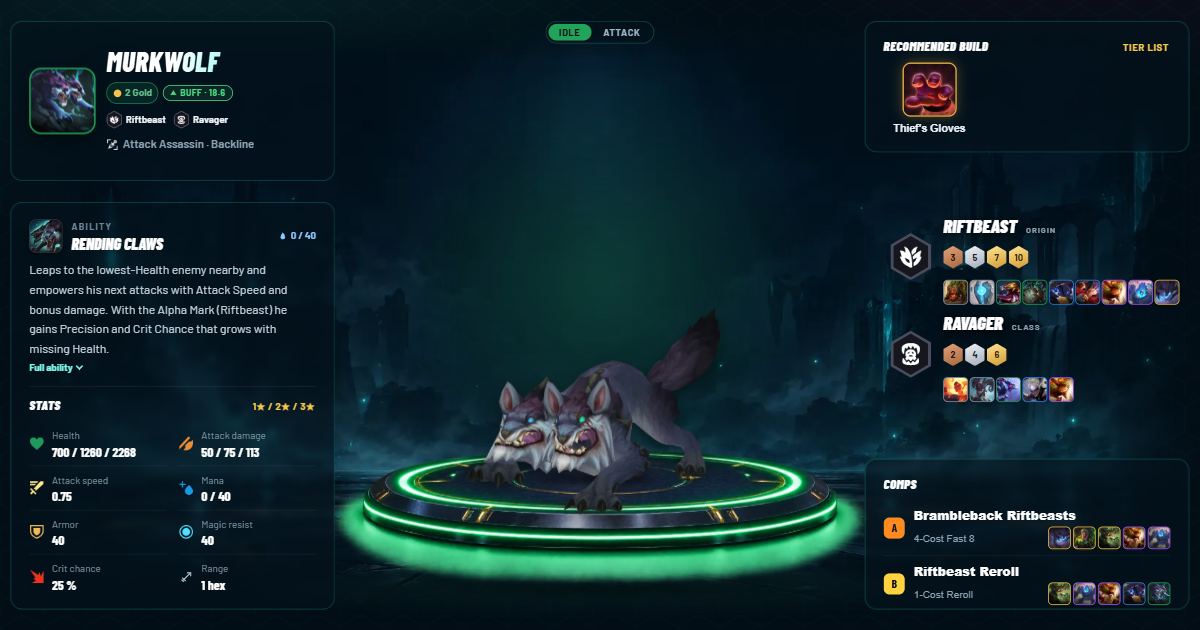 MURKWOLF
2 Gold
BUFF · 18.6
Riftbeast
Ravager
Attack Assassin · Backline
ABILITY
RENDING CLAWS
0 / 40
Leaps to the lowest-Health enemy nearby and
empowers his next attacks with Attack Speed and
bonus damage. With the Alpha Mark (Riftbeast) he
gains Precision and Crit Chance that grows with
missing Health.
Full ability
STATS
1★ / 2★ / 3★
Health
700 / 1260 / 2268
Attack damage
50 / 75 / 113
Attack speed
0.75
Mana
0 / 40
Armor
40
Magic resist
40
Crit chance
25 %
Range
1 hex
IDLE
ATTACK
RECOMMENDED BUILD
TIER LIST
Thief's Gloves
RIFTBEAST ORIGIN
3 5 7 10
RAVAGER CLASS
2 4 6
COMPS
A
Brambleback Riftbeasts
4-Cost Fast 8
B
Riftbeast Reroll
1-Cost Reroll